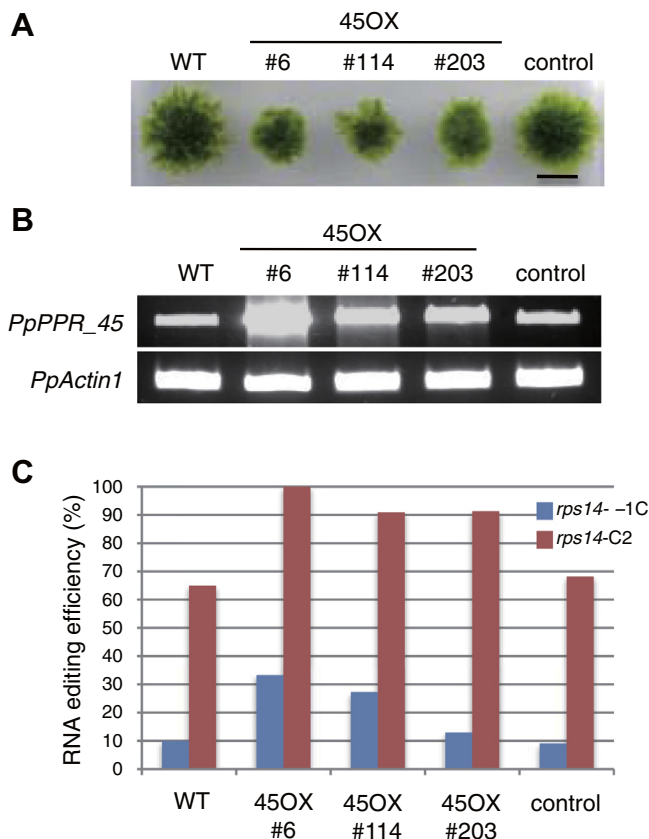 A
45OX
WT #6 #114 #203 control
B
45OX
WT #6 #114 #203 control
PpPPR_45
PpActin1
C
RNA editing efficiency (%)
100
90
80
70
60
50
40
30
20
10
0
rps14- –1C
rps14-C2
WT 45OX 45OX 45OX control
#6 #114 #203